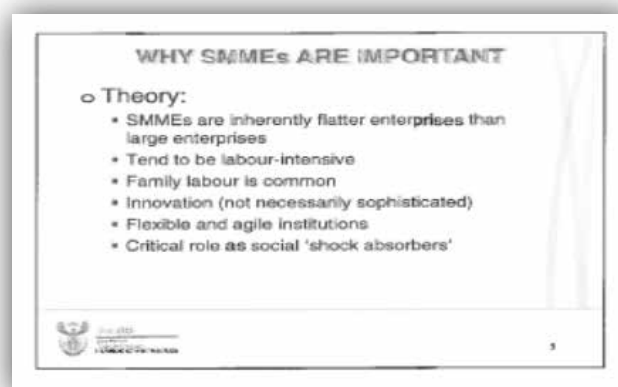 WHY SMMEs ARE IMPORTANT
Theory:
SMMEs are inherently flatter enterprises than
large enterprises
Tend to be labour-intensive
Family labour is common
Innovation (not necessarily sophisticated)
Flexible and agile institutions
Critical role as social 'shock absorbers'